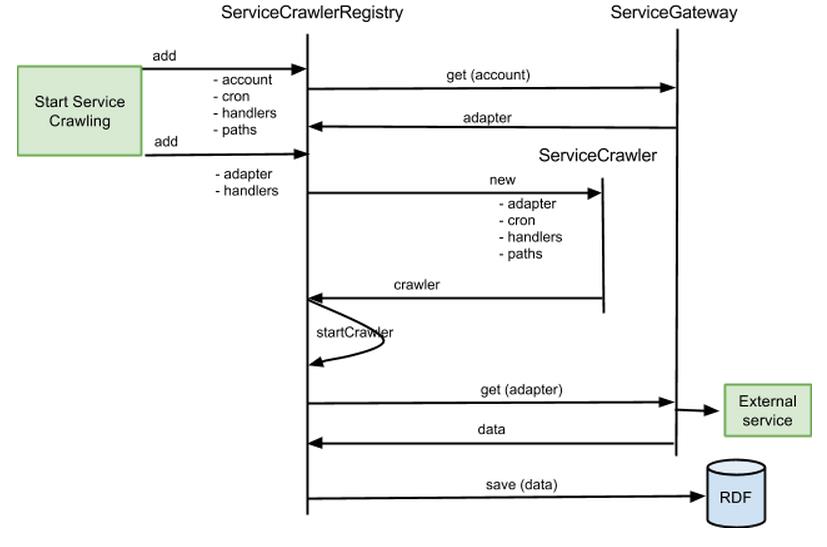 ServiceCrawlerRegistry
ServiceGateway
add
- account
- cron
- handlers
- paths
get (account)
Start Service
Crawling
adapter
add
- adapter
- handlers
ServiceCrawler
new
- adapter
- cron
- handlers
- paths
crawler
startCrawler
get (adapter)
External
service
data
save (data)
RDF